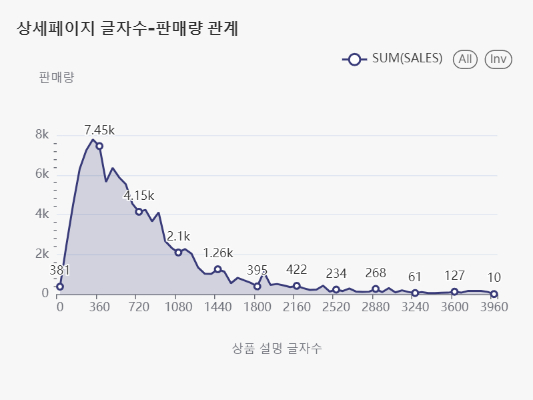 상세페이지 글자수-판매량 관계
SUM(SALES) All Inv
판매량
8k
6k
4k
2k
0
381
7.45k
4.15k
2.1k
1.26k
395
422
234
268
61
127
10
0 360 720 1080 1440 1800 2160 2520 2880 3240 3600 3960
상품 설명 글자수